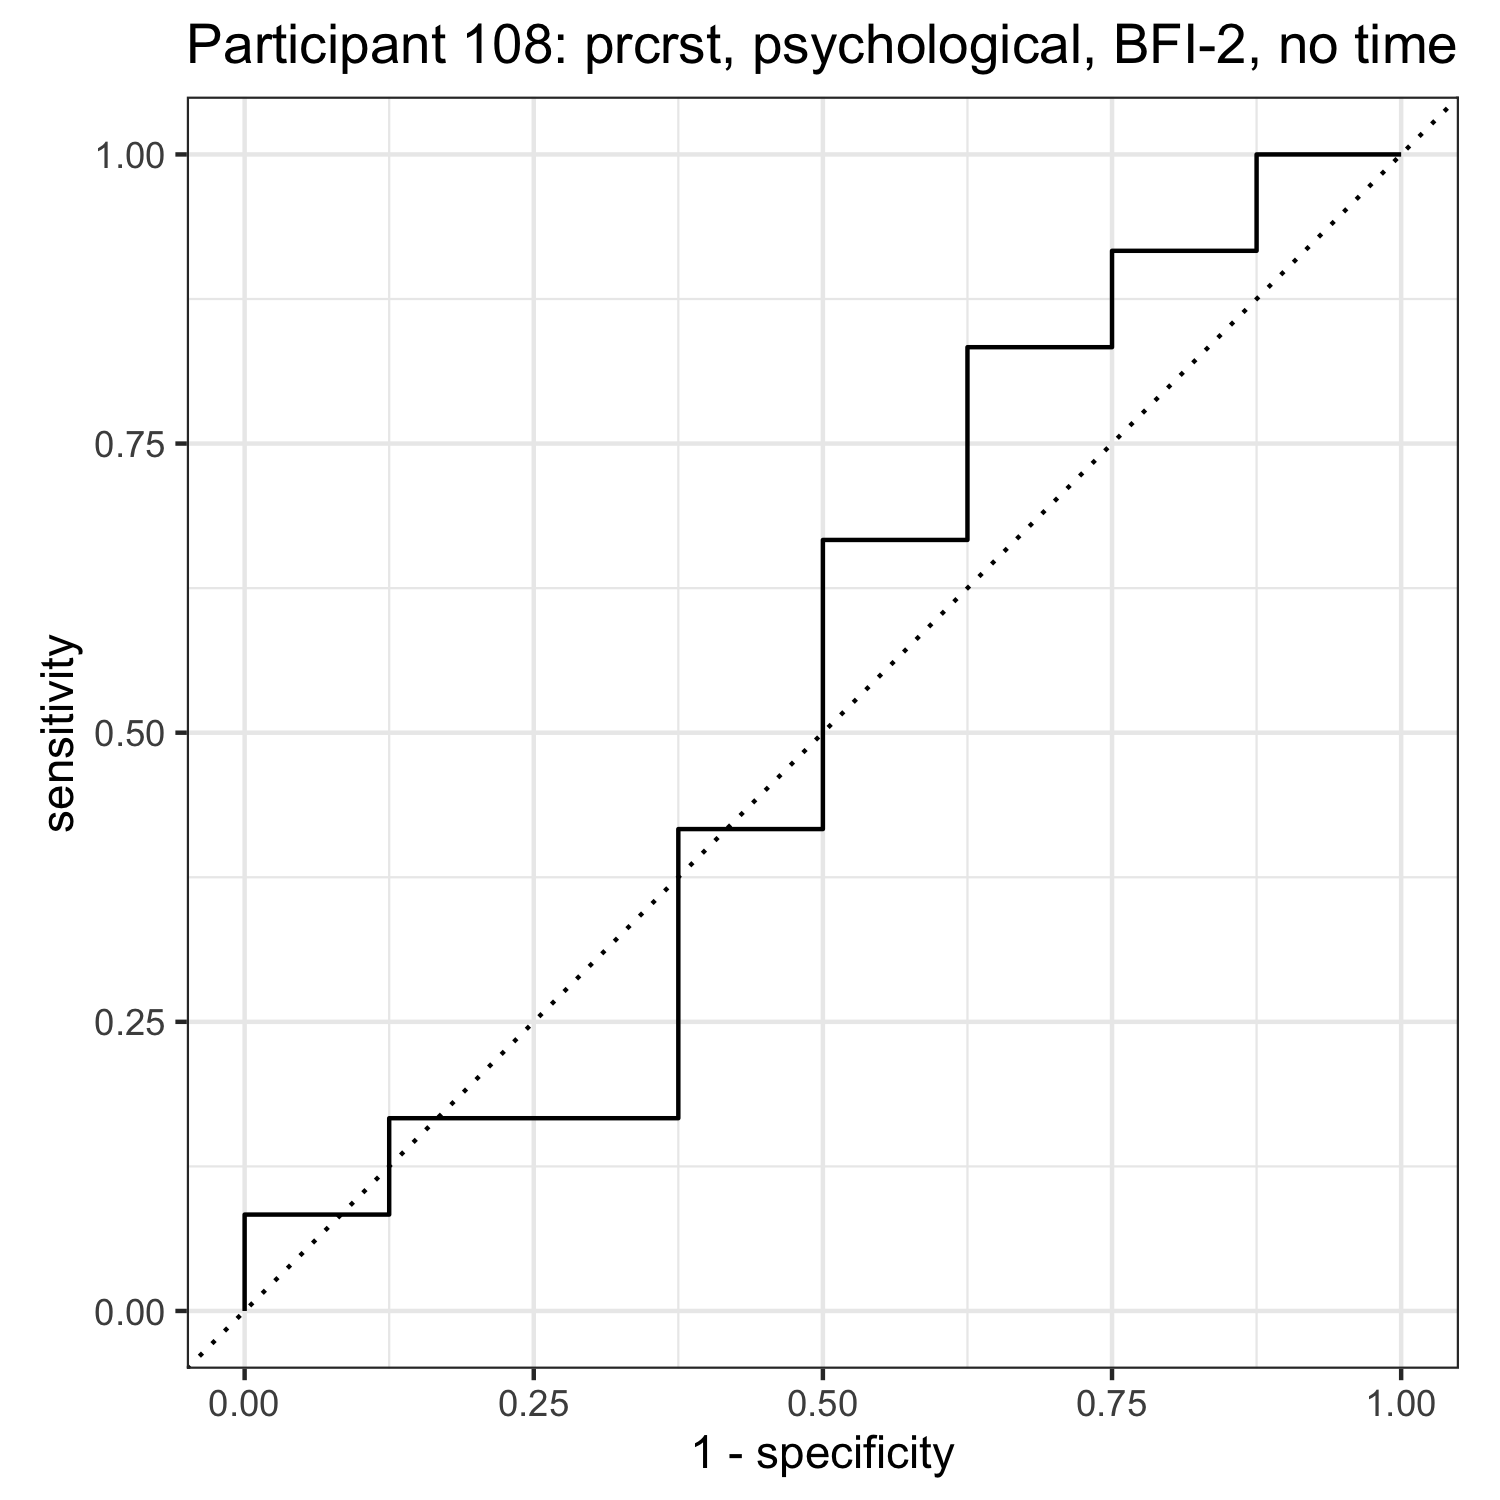 Participant 108: prcrst, psychological, BFI-2, no time
sensitivity
1.00
0.75
0.50
0.25
0.00
0.00 0.25 0.50 0.75 1.00
1 - specificity